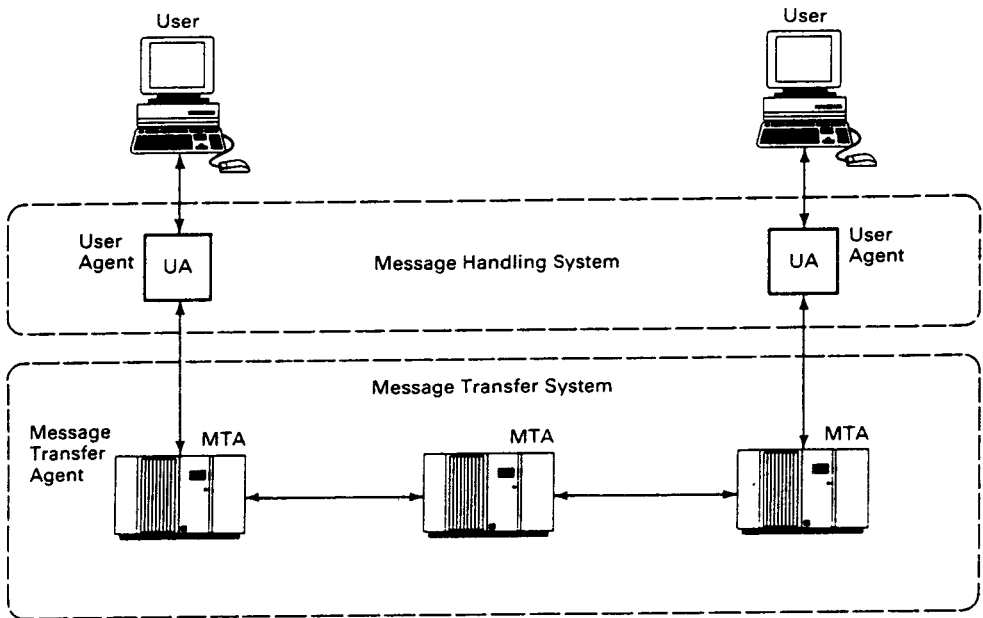 User
User
User
Agent
UA
Message Handling System
UA
User
Agent
Message Transfer System
Message
Transfer
Agent
MTA
MTA
MTA